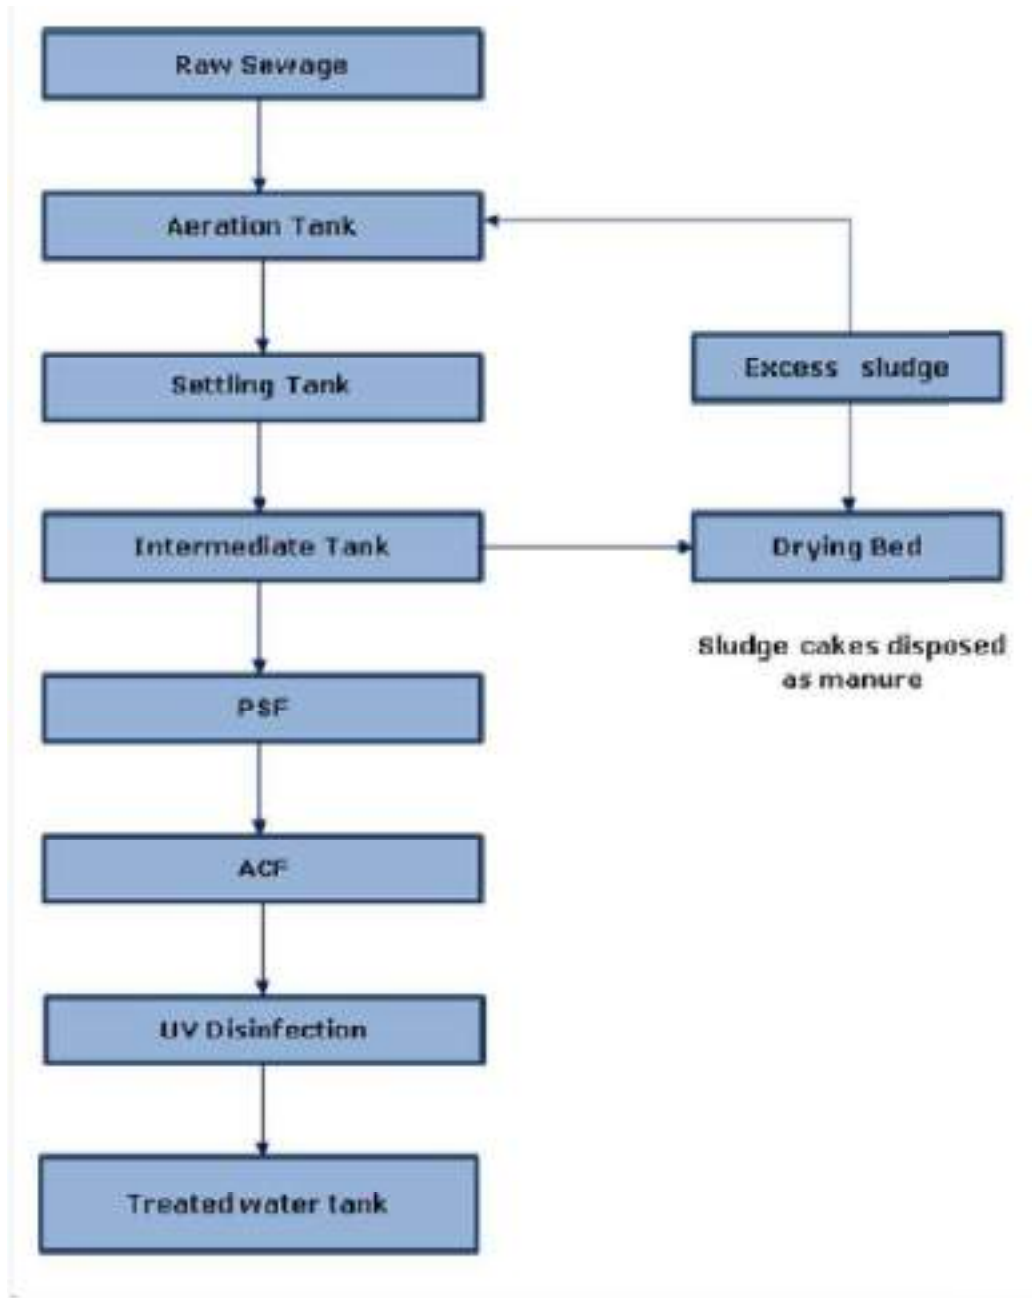 Raw Sewage
Aeration Tank
Settling Tank
Excess sludge
Intermediate Tank
Drying Bed
Sludge cakes disposed
as manure
PSF
ACF
UV Disinfection
Treated water tank